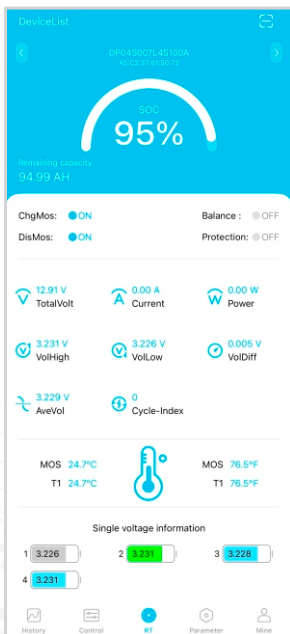 DeviceList
DP04S007L4S100A
A5:C2:37:61:50:72
SOC
95%
Remaining capacity
94.99 AH
ChgMos: ON Balance : OFF
DisMos: ON Protection: OFF
12.91 V 0.00 A 0.00 W
TotalVolt Current Power
3.231 V 3.226 V 0.005 V
VolHigh VolLow VolDiff
3.229 V 0
AveVol Cycle-Index
MOS 24.7°C MOS 76.5°F
T1 24.7°C T1 76.5°F
Single voltage information
1 3.226 2 3.231 3 3.228
4 3.231
History Control RT Parameter Mine